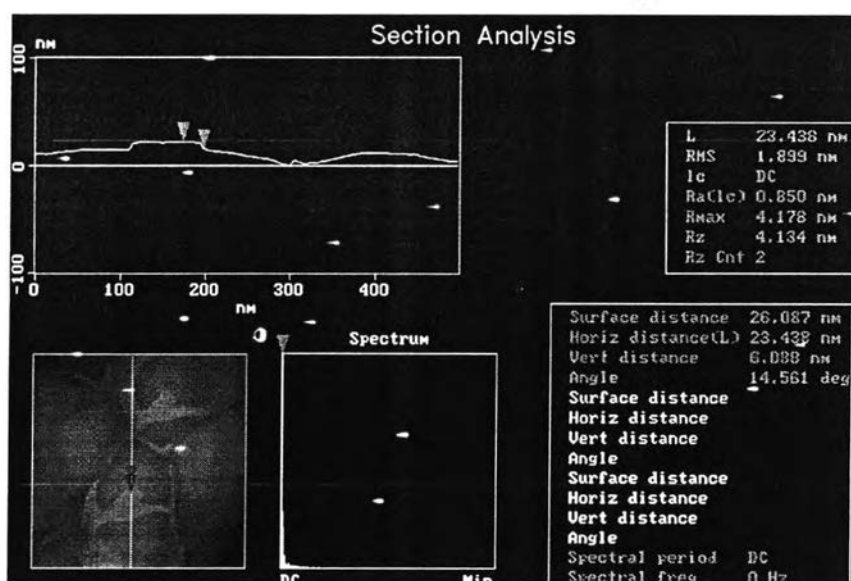 Section Analysis
nM
100
0
-100
0 100 200 400
nM
L 23.438 nM
RMS 1.899 nM
lc DC
Ra(lc) 0.850 nM
Rmax 4.178 nM
Rz 4.134 nM
Rz Cnt 2
Spectrum
DC Min
Surface distance 26.087 nM
Horiz distance(L) 23.438 nM
Vert distance 6.088 nM
Angle 14.561 deg
Surface distance
Horiz distance
Vert distance
Angle
Surface distance
Horiz distance
Vert distance
Angle
Spectral period DC
Spectral freq 0 Hz